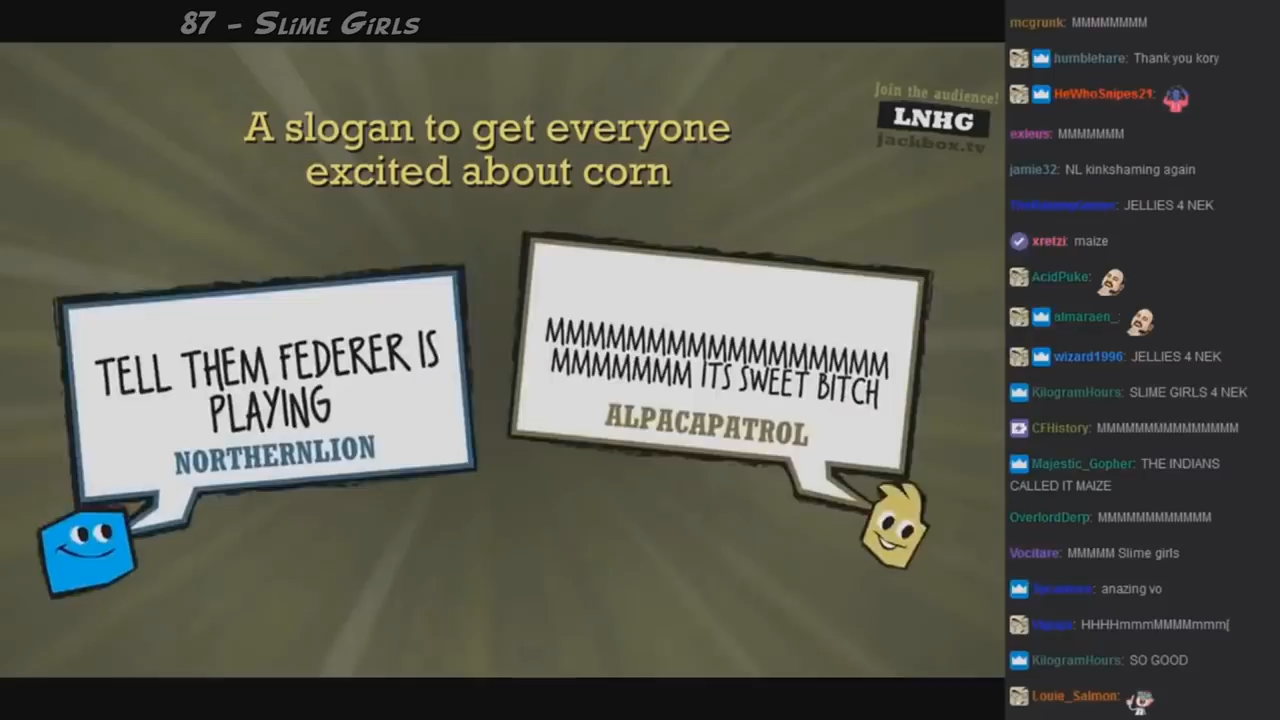 87 - Slime Girls
Join the audience!
LNHG
jackbox.tv
A slogan to get everyone
excited about corn
TELL THEM FEDERER IS
PLAYING
NORTHERNLION
MMMMMMMMMMMMMMMMM
MMMMMMM ITS SWEET BITCH
ALPACAPATROL
mcgrunk: MMMMMMMM
humblehare: Thank you kory
HeWhoSnipes21:
exleus: MMMMMMM
jamie32: NL kinkshaming again
JELLIES 4 NEK
xretzi: maize
AcidPuke:
almaraen_:
wizard1996: JELLIES 4 NEK
KilogramHours: SLIME GIRLS 4 NEK
CFHistory: MMMMMMMMMMMMMMM
Majestic_Gopher: THE INDIANS
CALLED IT MAIZE
OverlordDerp: MMMMMMMMMMMM
Vocitare: MMMMM Slime girls
anazing vo
HHHHmmmMMMMmmm[
KilogramHours: SO GOOD
Louie_Salmon: